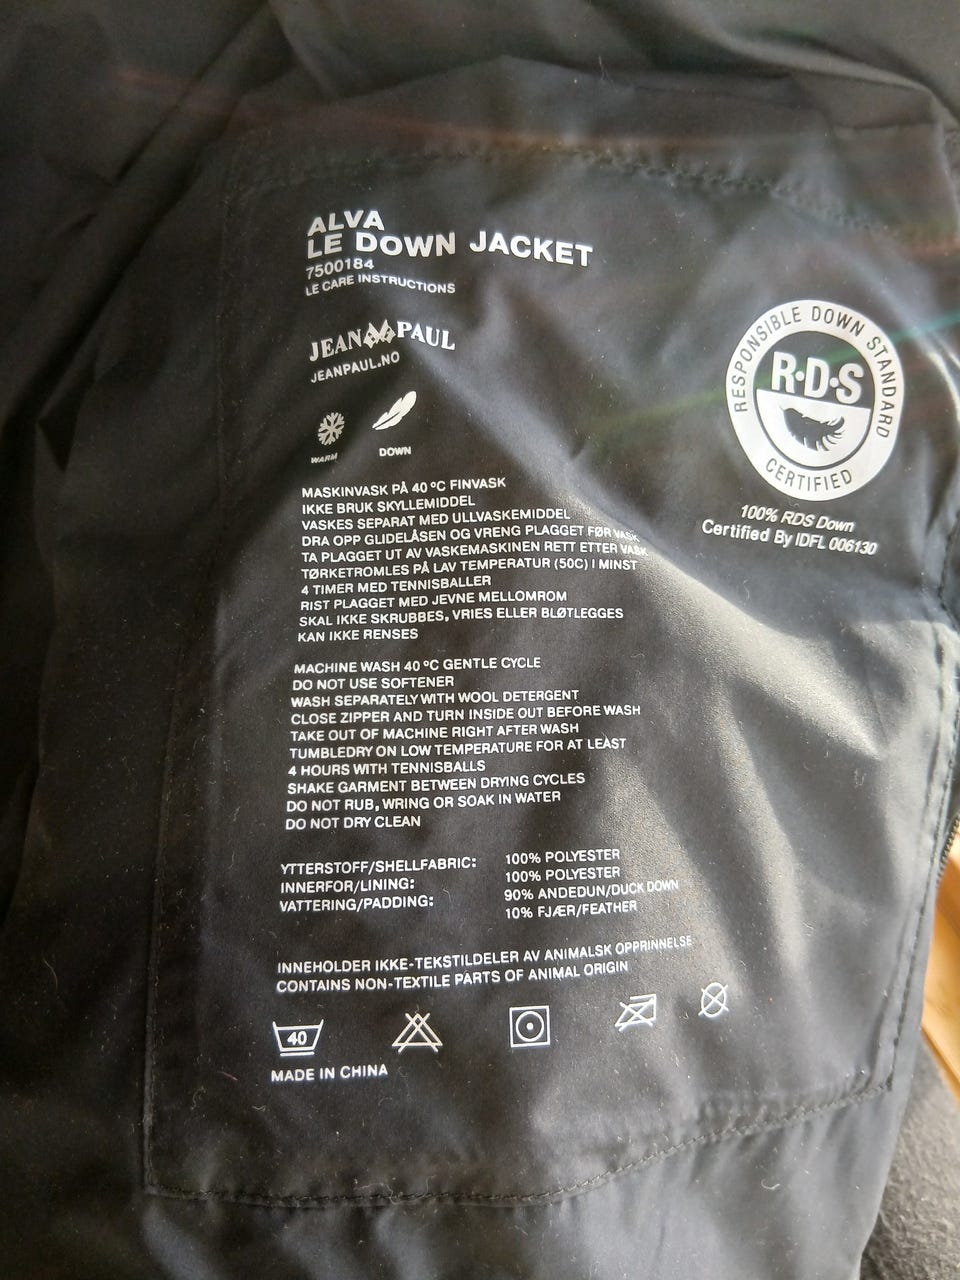 ALVA
LE DOWN JACKET
7500184
LE CARE INSTRUCTIONS
JEAN PAUL
JEANPAUL.NO
WARM
DOWN
RESPONSIBLE DOWN STANDARD
R·D·S
CERTIFIED
100% RDS Down
Certified By IDFL 006130
MASKINVASK PÅ 40 °C FINVASK
IKKE BRUK SKYLLEMIDDEL
VASKES SEPARAT MED ULLVASKEMIDDEL
DRA OPP GLIDELÅSEN OG VRENG PLAGGET FØR VASK
TA PLAGGET UT AV VASKEMASKINEN RETT ETTER VASK
TØRKETROMLES PÅ LAV TEMPERATUR (50C) I MINST
4 TIMER MED TENNISBALLER
RIST PLAGGET MED JEVNE MELLOMROM
SKAL IKKE SKRUBBES, VRIES ELLER BLØTLEGGES
KAN IKKE RENSES
MACHINE WASH 40 °C GENTLE CYCLE
DO NOT USE SOFTENER
WASH SEPARATELY WITH WOOL DETERGENT
CLOSE ZIPPER AND TURN INSIDE OUT BEFORE WASH
TAKE OUT OF MACHINE RIGHT AFTER WASH
TUMBLEDRY ON LOW TEMPERATURE FOR AT LEAST
4 HOURS WITH TENNISBALLS
SHAKE GARMENT BETWEEN DRYING CYCLES
DO NOT RUB, WRING OR SOAK IN WATER
DO NOT DRY CLEAN
YTTERSTOFF/SHELLFABRIC: 100% POLYESTER
INNERFOR/LINING: 100% POLYESTER
VATTERING/PADDING: 90% ANDEDUN/DUCK DOWN
10% FJÆR/FEATHER
INNEHOLDER IKKE-TEKSTILDELER AV ANIMALSK OPPRINNELSE
CONTAINS NON-TEXTILE PARTS OF ANIMAL ORIGIN
40
MADE IN CHINA